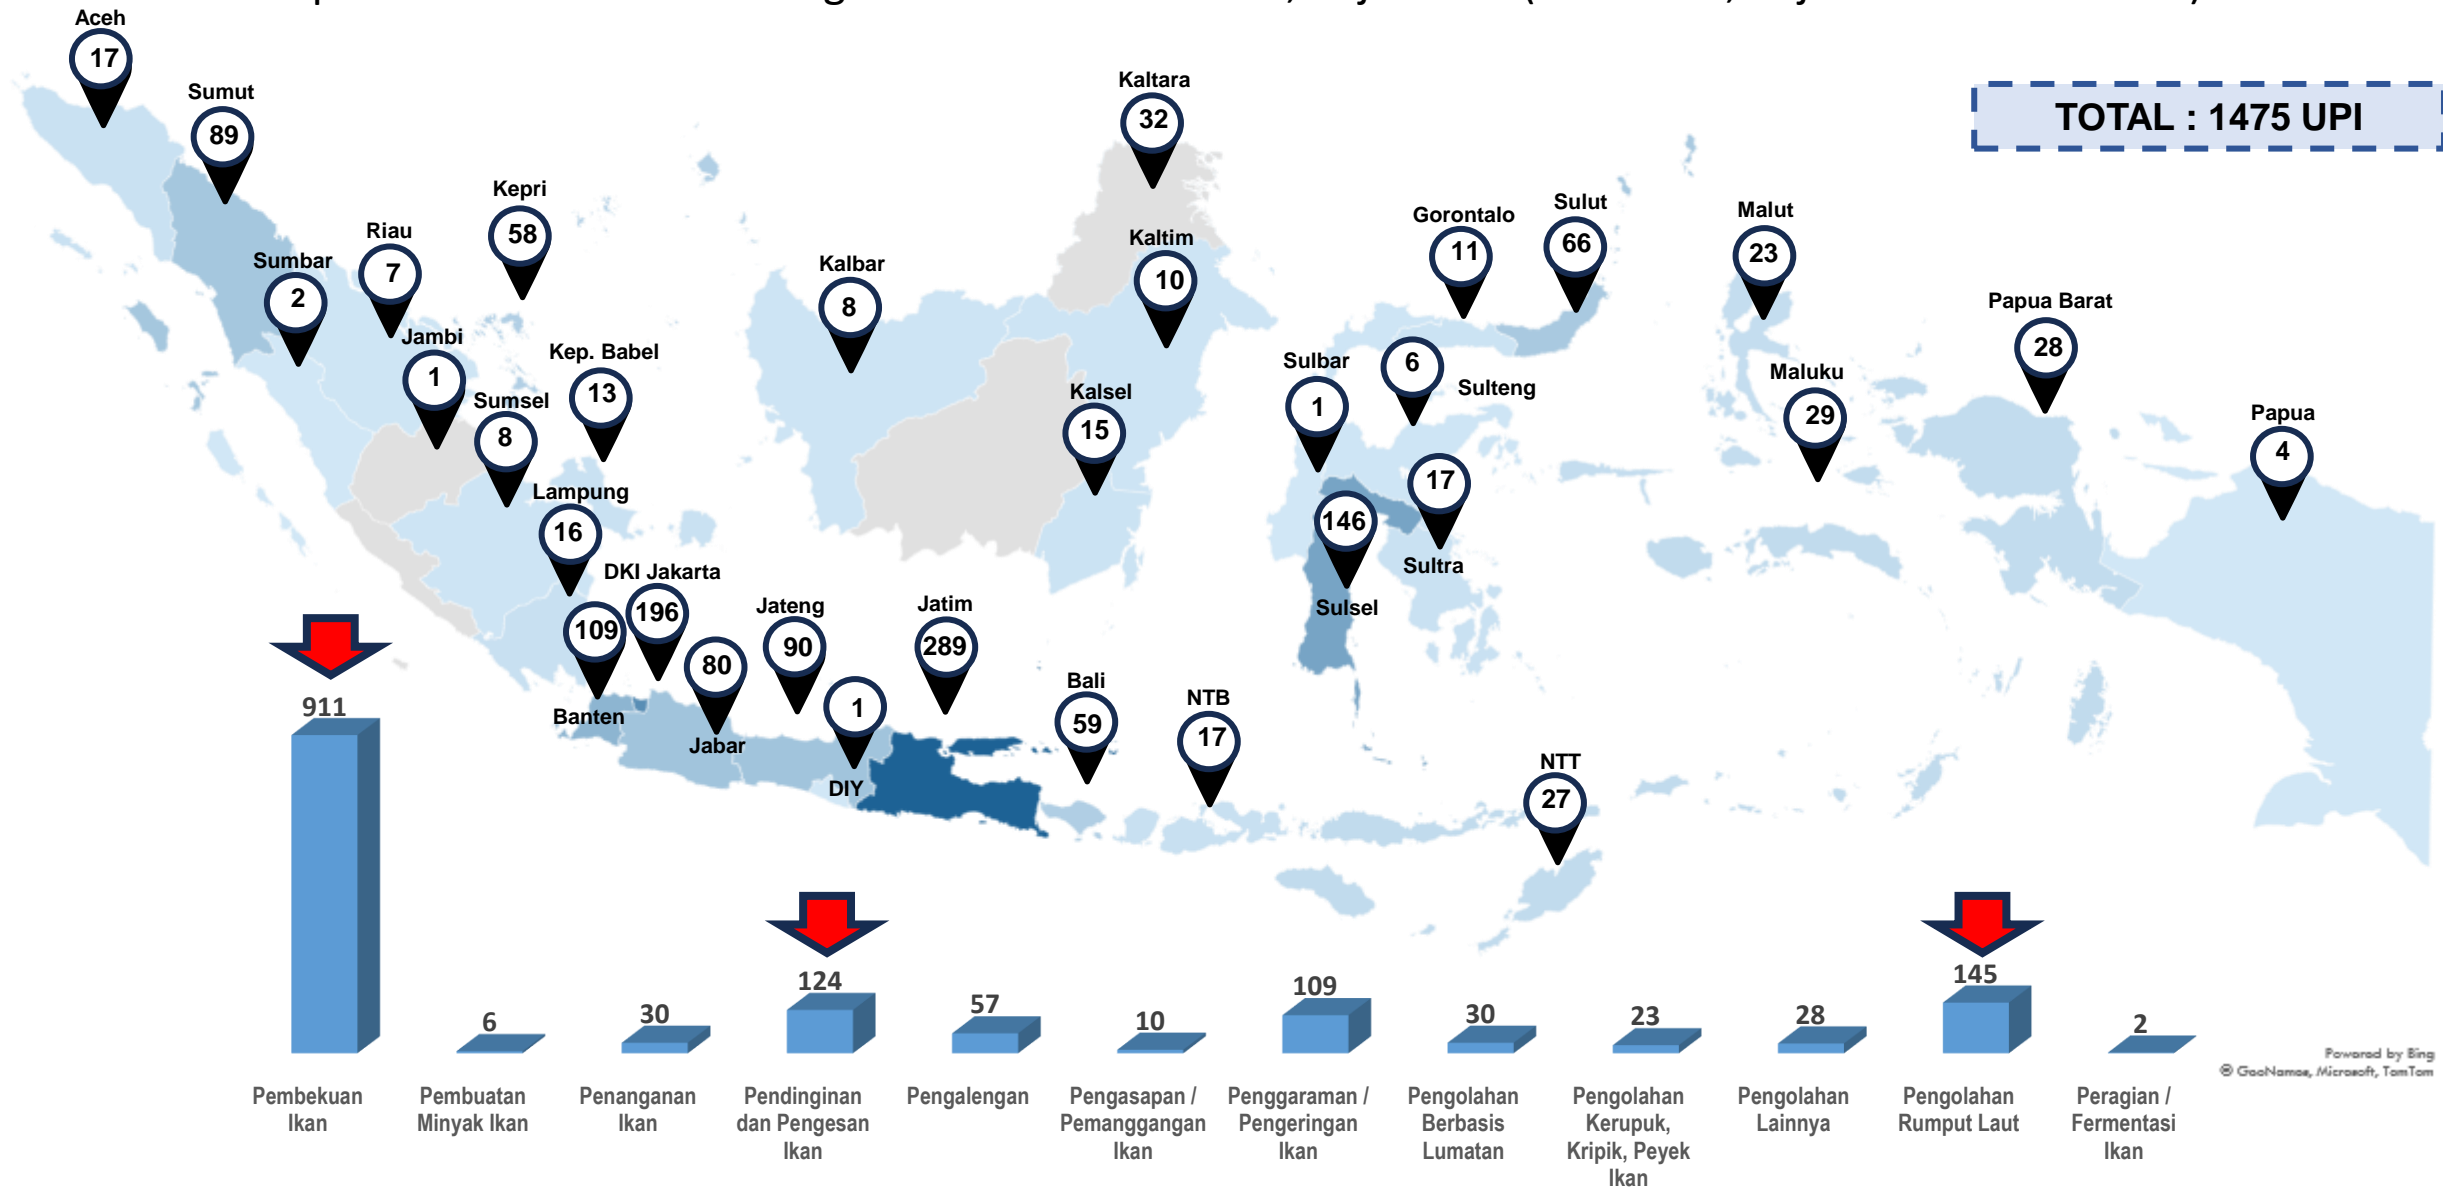 Aceh
17
Sumut
89
Kaltara
32
TOTAL : 1475 UPI
Kepri
58
Riau
7
Sumbar
2
Jambi
1
Kep. Babel
13
Sumsel
8
Lampung
16
Kalbar
8
Kaltim
10
Kalsel
15
Gorontalo
11
Sulut
66
Malut
23
Papua Barat
28
Maluku
29
Papua
4
Sulbar
1
6
Sulteng
17
Sultra
146
Sulsel
DKI Jakarta
196
109
Banten
80
Jabar
Jateng
90
1
DIY
Jatim
289
Bali
59
NTB
17
NTT
27
911
6
30
124
57
10
109
30
23
28
145
2
Powered by Bing
© GeoNames, Microsoft, TomTom
Pembekuan
Ikan
Pembuatan
Minyak Ikan
Penanganan
Ikan
Pendinginan
dan Pengesan
Ikan
Pengalengan
Pengasapan /
Pemanggangan
Ikan
Penggaraman /
Pengeringan
Ikan
Pengolahan
Berbasis
Lumatan
Pengolahan
Kerupuk,
Kripik, Peyek
Ikan
Pengolahan
Lainnya
Pengolahan
Rumput Laut
Peragian /
Fermentasi
Ikan